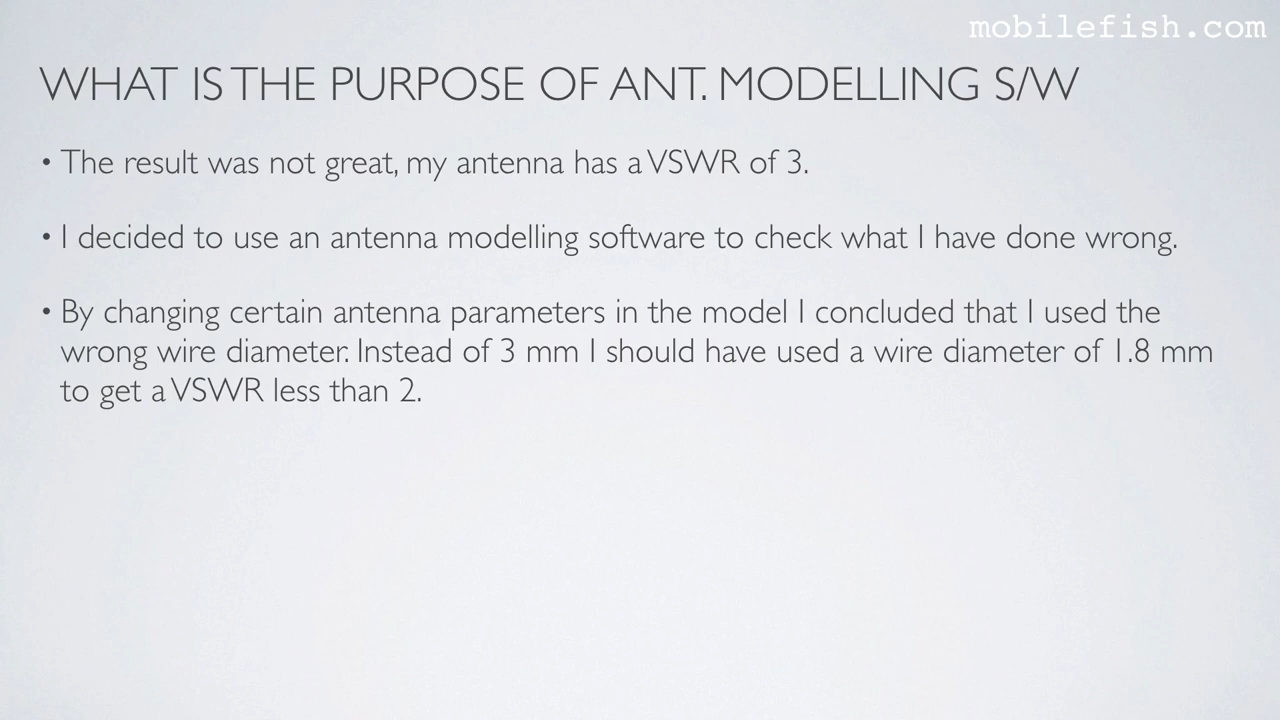 mobilefish.com
WHAT IS THE PURPOSE OF ANT. MODELLING S/W
• The result was not great, my antenna has a VSWR of 3.
• I decided to use an antenna modelling software to check what I have done wrong.
• By changing certain antenna parameters in the model I concluded that I used the
wrong wire diameter. Instead of 3 mm I should have used a wire diameter of 1.8 mm
to get a VSWR less than 2.